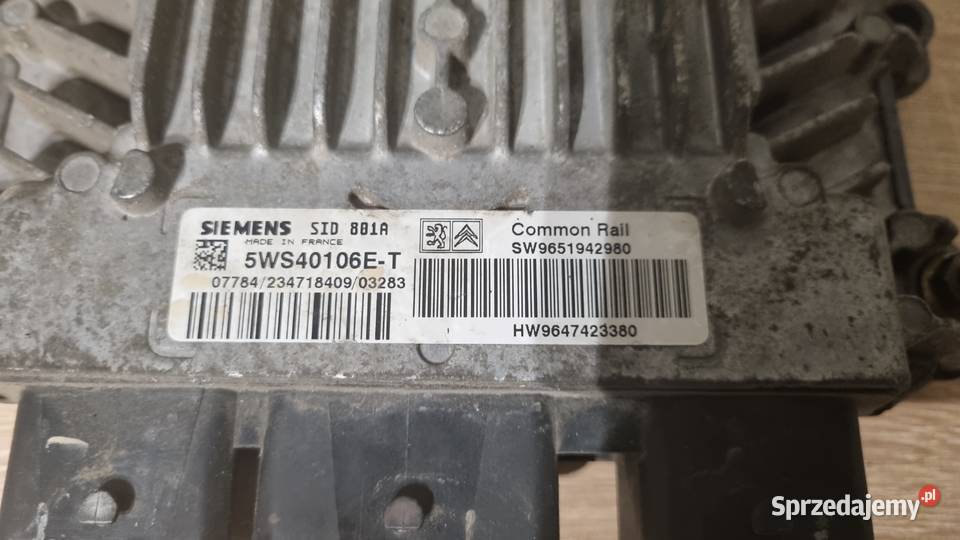 SIEMENS SID 801A
MADE IN FRANCE
5WS40106E-T
07784/234718409/03283
Common Rail
SW9651942980
HW9647423380
Sprzedajemy.pl